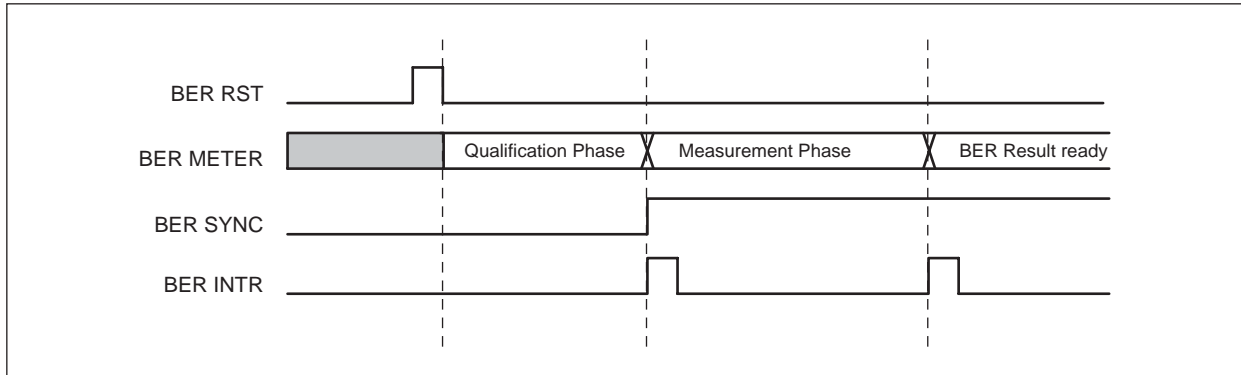 BER RST
BER METER
Qualification Phase
Measurement Phase
BER Result ready
BER SYNC
BER INTR